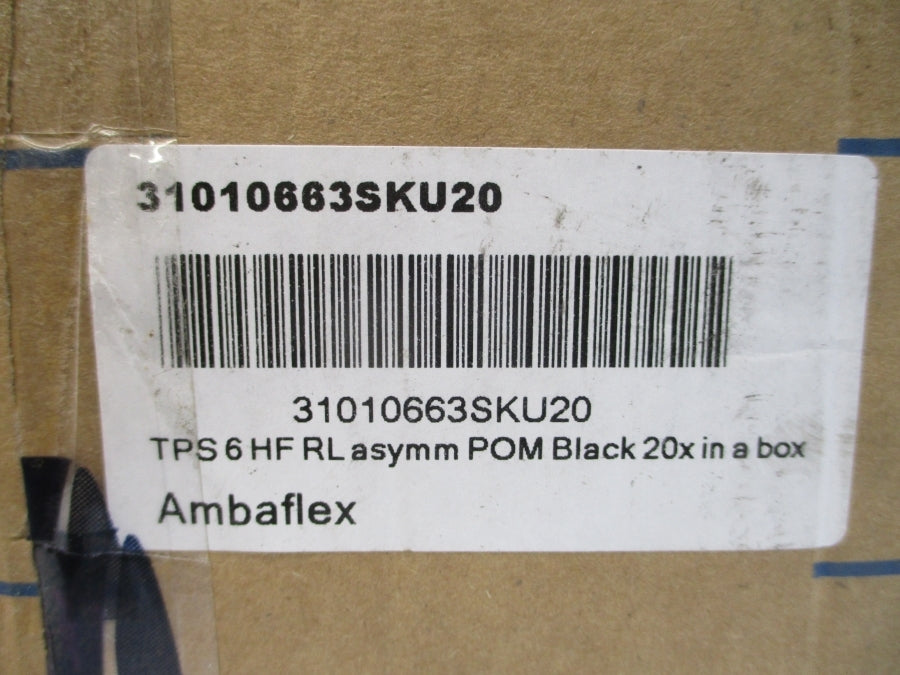 31010663SKU20
31010663SKU20
TPS 6 HF RL asymm POM Black 20x in a box
Ambaflex